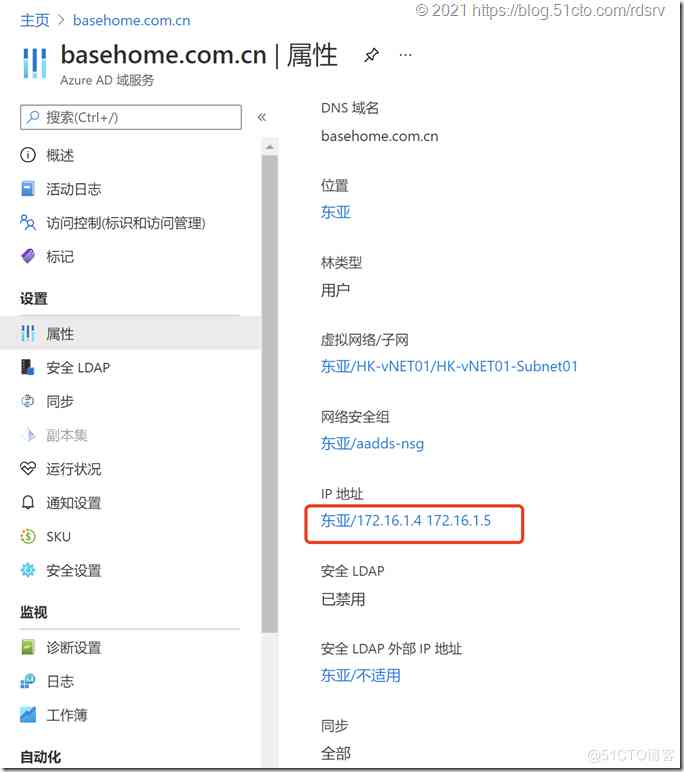 © 2021 https://blog.51cto.com/rdsrv
主页 > basehome.com.cn
basehome.com.cn | 属性
Azure AD 域服务
搜索(Ctrl+/)
«
概述
活动日志
访问控制(标识和访问管理)
标记
设置
属性
安全 LDAP
同步
副本集
运行状况
通知设置
SKU
安全设置
监视
诊断设置
日志
工作簿
自动化
DNS 域名
basehome.com.cn
位置
东亚
林类型
用户
虚拟网络/子网
东亚/HK-vNET01/HK-vNET01-Subnet01
网络安全组
东亚/aadds-nsg
IP 地址
东亚/172.16.1.4 172.16.1.5
安全 LDAP
已禁用
安全 LDAP 外部 IP 地址
东亚/不适用
同步
全部
@51CTO博客